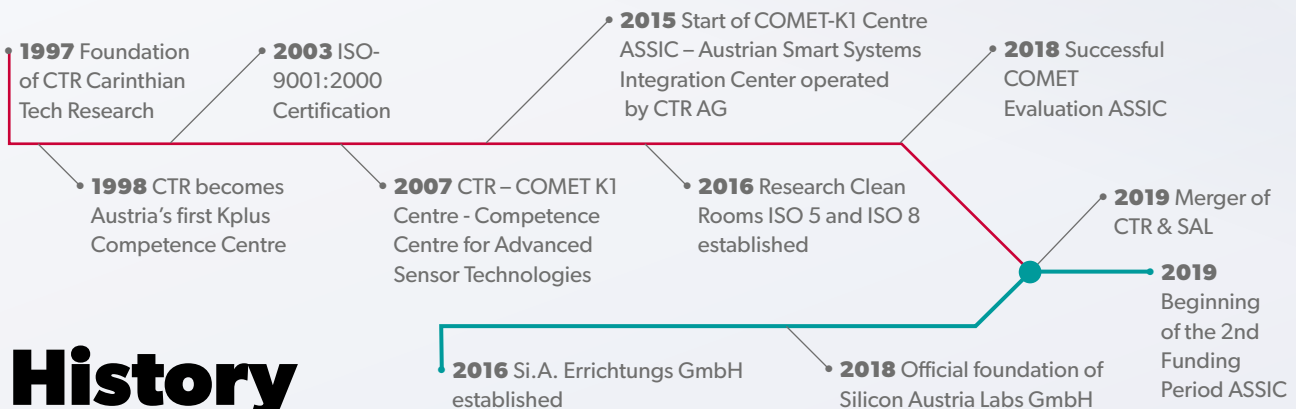 1997 Foundation
of CTR Carinthian
Tech Research
2003 ISO-
9001:2000
Certification
2015 Start of COMET-K1 Centre
ASSIC – Austrian Smart Systems
Integration Center operated
by CTR AG
2018 Successful
COMET
Evaluation ASSIC
1998 CTR becomes
Austria’s first Kplus
Competence Centre
2007 CTR – COMET K1
Centre - Competence
Centre for Advanced
Sensor Technologies
2016 Research Clean
Rooms ISO 5 and ISO 8
established
2019 Merger of
CTR & SAL
2019
Beginning
of the 2nd
Funding
Period ASSIC
History
2016 Si.A. Errichtungs GmbH
established
2018 Official foundation of
Silicon Austria Labs GmbH